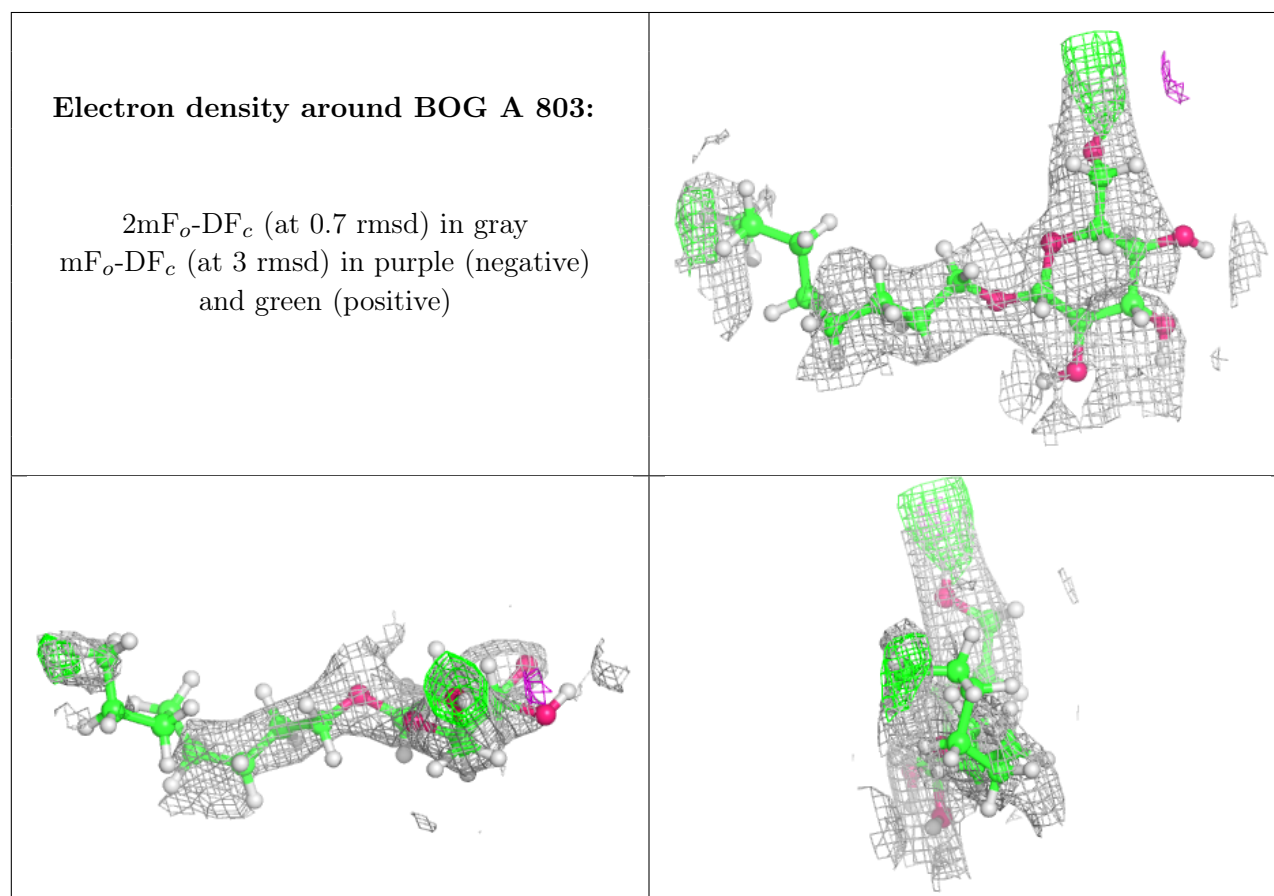 Electron density around BOG A 803:
2mFo-DFc (at 0.7 rmsd) in gray
mFo-DFc (at 3 rmsd) in purple (negative)
and green (positive)